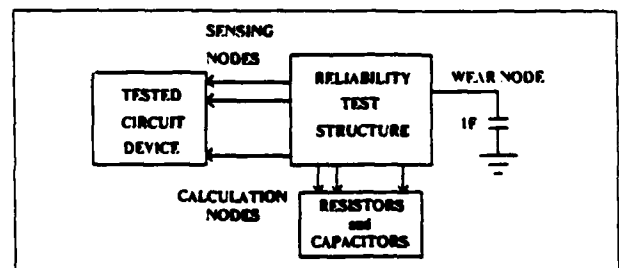 SENSING
NODES
TESTED
CIRCUIT
DEVICE
RELIABILITY
TEST
STRUCTURE
WEAR NODE
1F
CALCULATION
NODES
RESISTORS
and
CAPACITORS